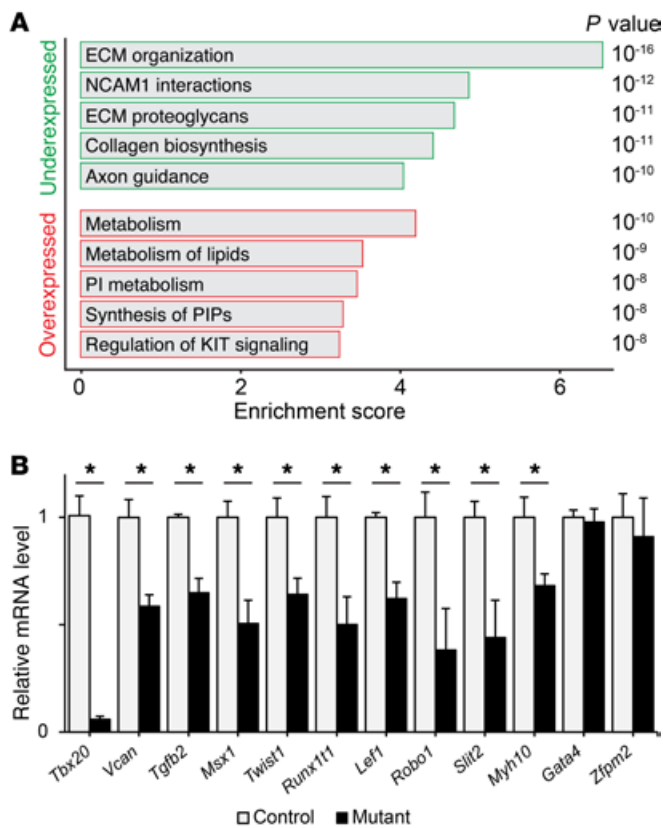 A
P value
Underexpressed
ECM organization 10-16
NCAM1 interactions 10-12
ECM proteoglycans 10-11
Collagen biosynthesis 10-11
Axon guidance 10-10
Overexpressed
Metabolism 10-10
Metabolism of lipids 10-9
PI metabolism 10-8
Synthesis of PIPs 10-8
Regulation of KIT signaling 10-8
0 2 4 6
Enrichment score
B
* * * * * * * * * *
Relative mRNA level
1
0
Tbx20 Vcan Tgfb2 Msx1 Twist1 Runx1t1 Lef1 Robo1 Slit2 Myh10 Gata4 Zfpm2
Control Mutant